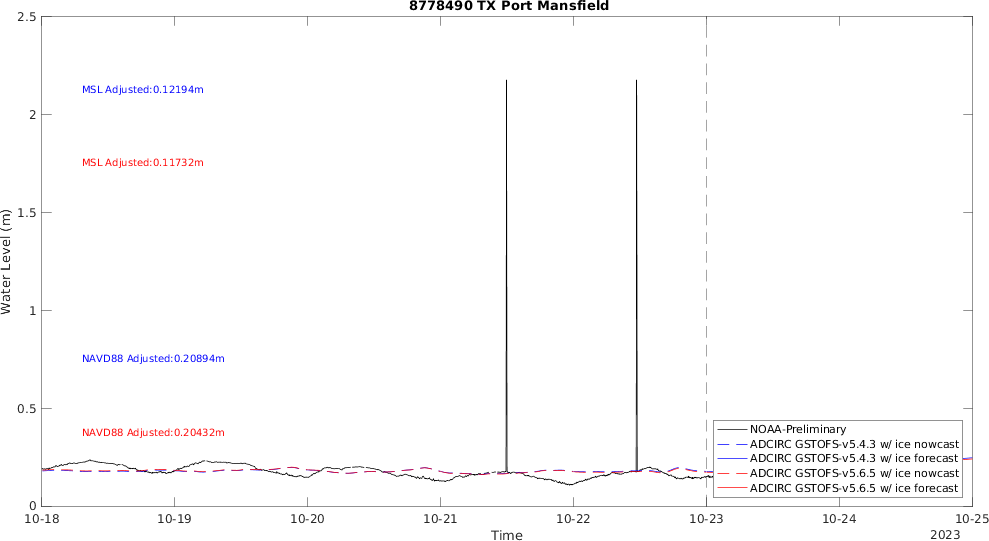 8778490 TX Port Mansfield
2.5
2
1.5
1
0.5
0
Water Level (m)
MSL Adjusted:0.12194m
MSL Adjusted:0.11732m
NAVD88 Adjusted:0.20894m
NAVD88 Adjusted:0.20432m
NOAA-Preliminary
ADCIRC GSTOFS-v5.4.3 w/ ice nowcast
ADCIRC GSTOFS-v5.4.3 w/ ice forecast
ADCIRC GSTOFS-v5.6.5 w/ ice nowcast
ADCIRC GSTOFS-v5.6.5 w/ ice forecast
10-18 10-19 10-20 10-21 10-22 10-23 10-24 10-25
Time
2023